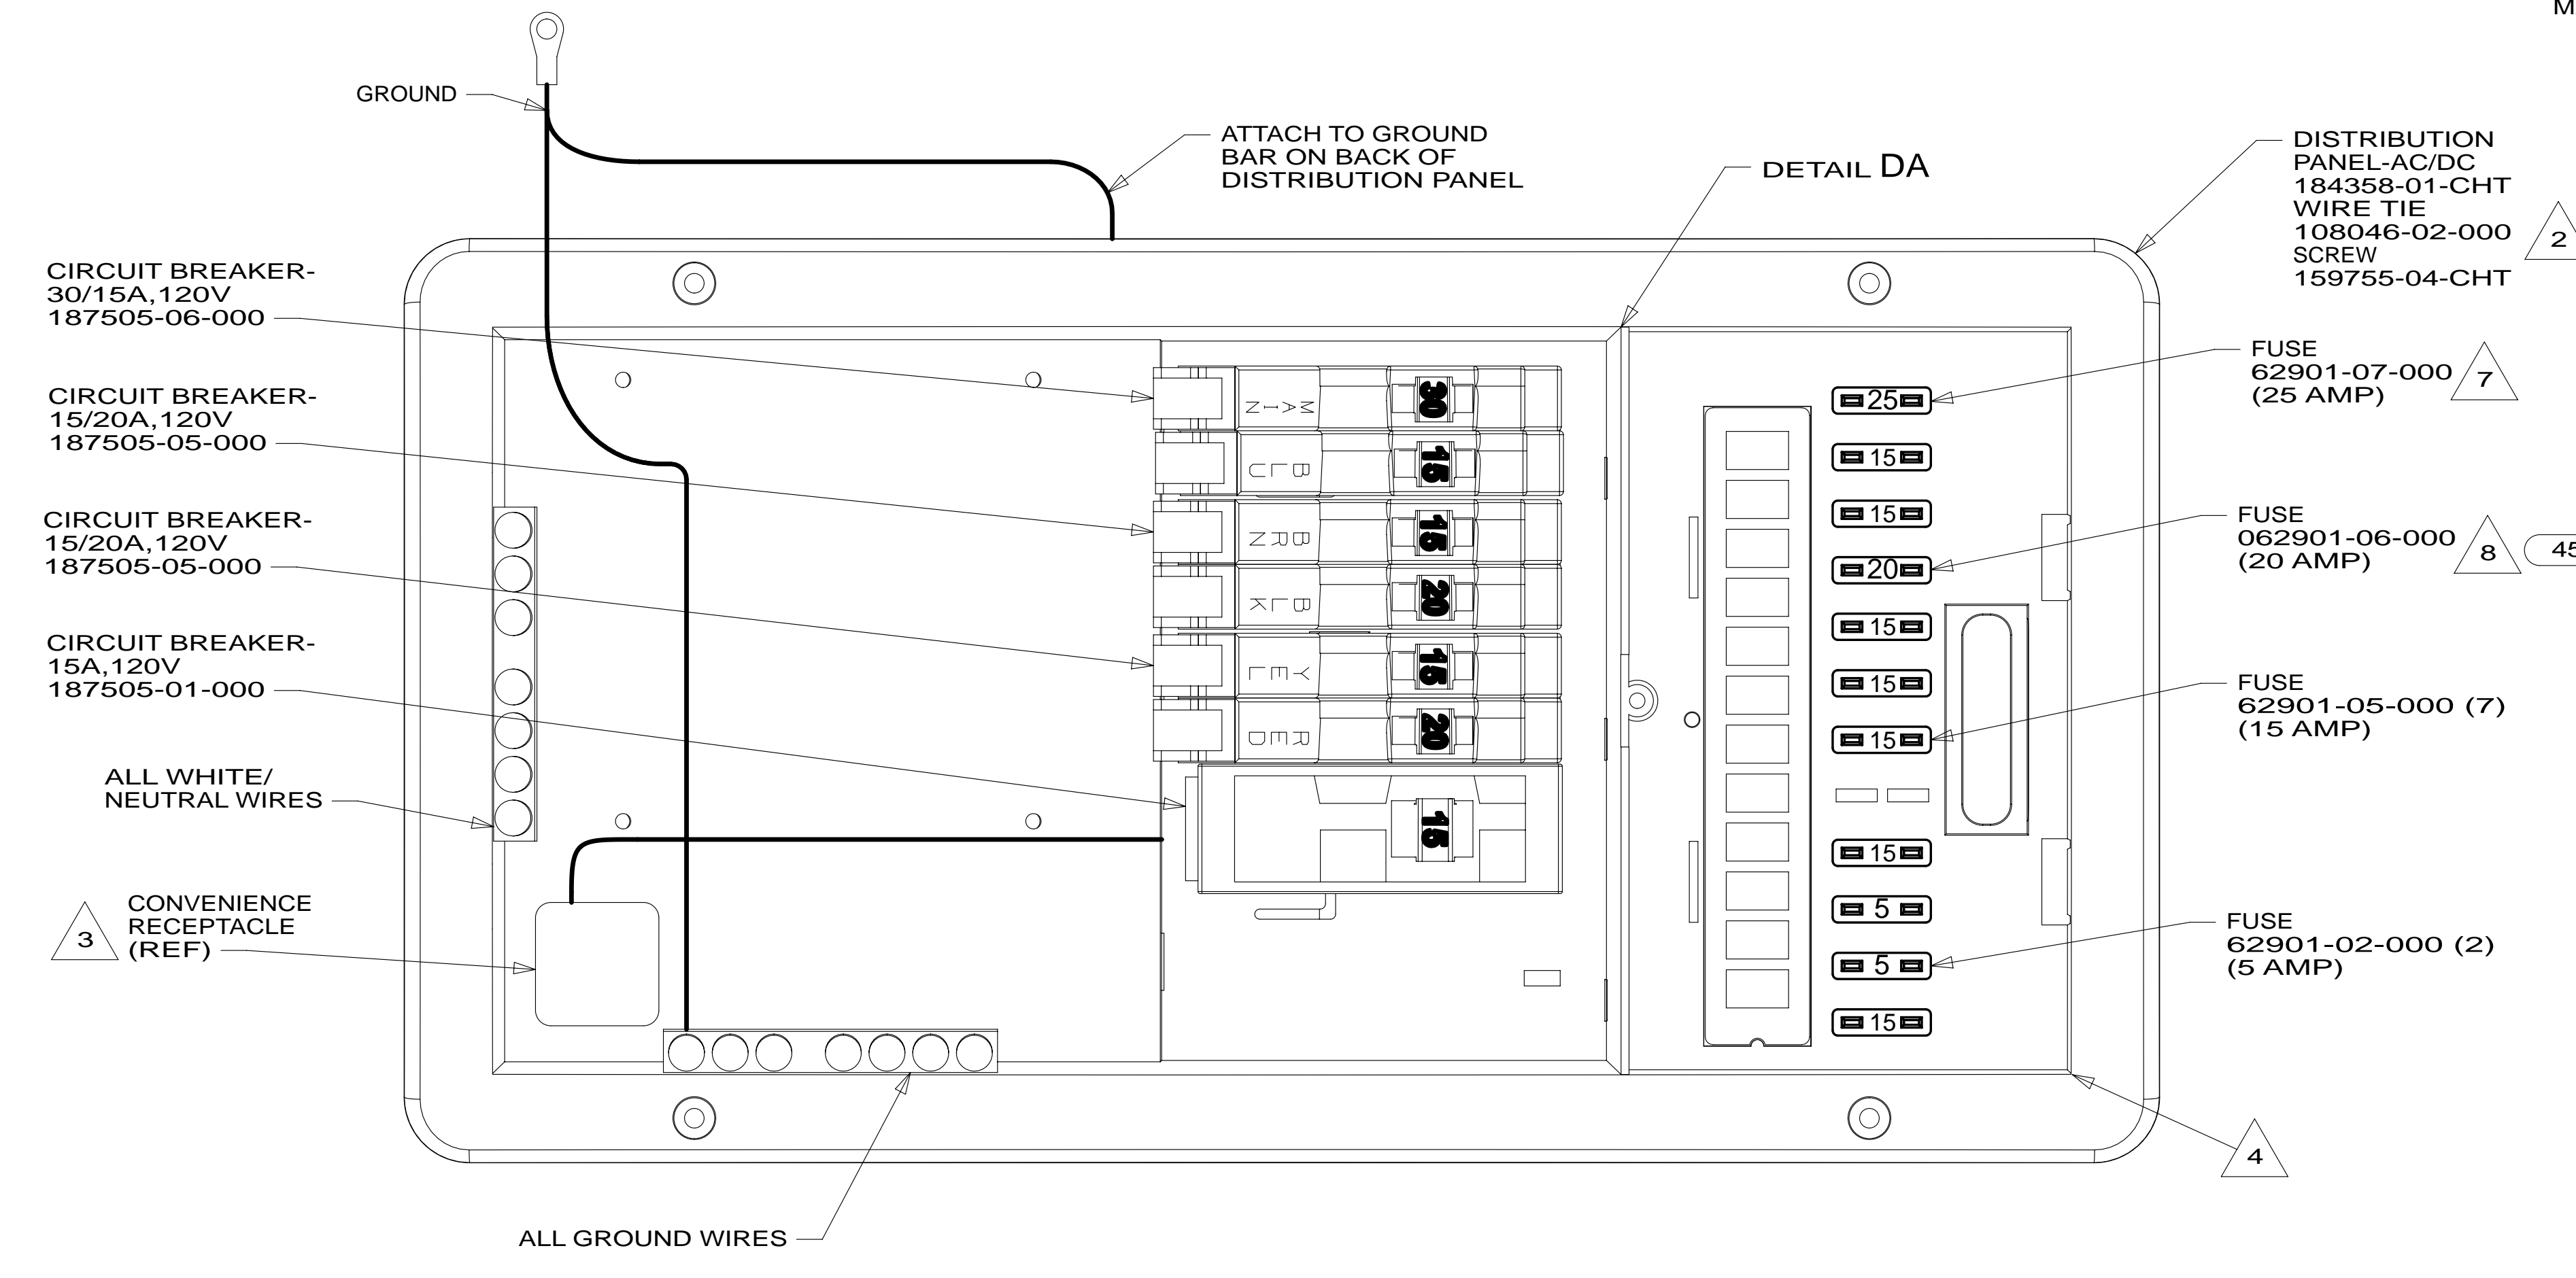 M
GROUND
ATTACH TO GROUND
BAR ON BACK OF
DISTRIBUTION PANEL
DETAIL DA
DISTRIBUTION
PANEL-AC/DC
184358-01-CHT
WIRE TIE
108046-02-000
SCREW
159755-04-CHT
2
CIRCUIT BREAKER-
30/15A,120V
187505-06-000
CIRCUIT BREAKER-
15/20A,120V
187505-05-000
CIRCUIT BREAKER-
15/20A,120V
187505-05-000
CIRCUIT BREAKER-
15A,120V
187505-01-000
ALL WHITE/
NEUTRAL WIRES
3
CONVENIENCE
RECEPTACLE
(REF)
MAIN
30
BLU
15
BRN
15
BLK
20
YEL
15
RED
20
15
25
15
15
20
15
15
15
15
5
5
15
FUSE
62901-07-000
(25 AMP)
7
FUSE
062901-06-000
(20 AMP)
8
45
FUSE
62901-05-000 (7)
(15 AMP)
FUSE
62901-02-000 (2)
(5 AMP)
4
ALL GROUND WIRES